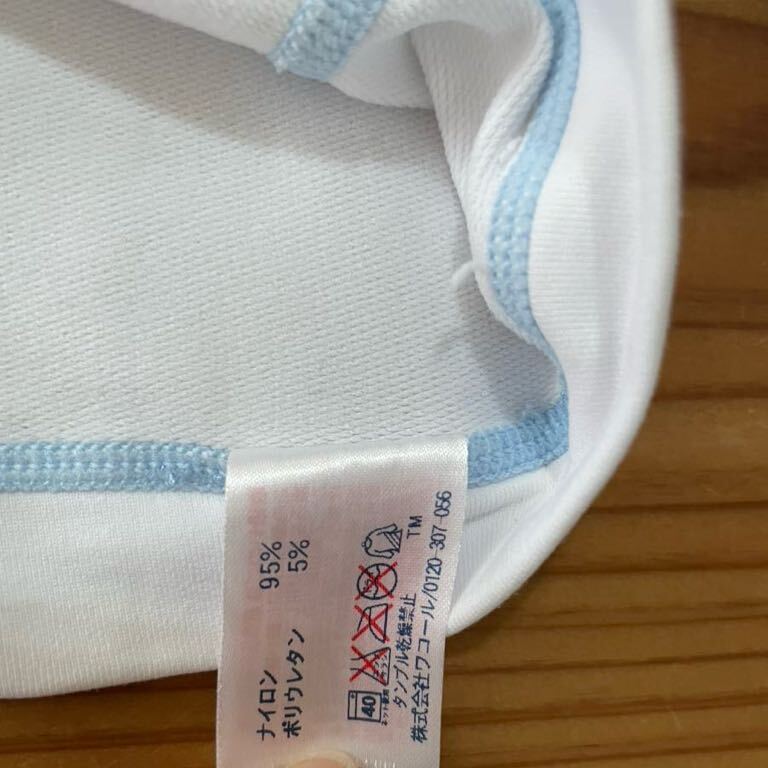 ナイロン 95%
ポリウレタン 5%
40
ネット使用
タンブル乾燥禁止
TM
株式会社ワコール/0120-307-056